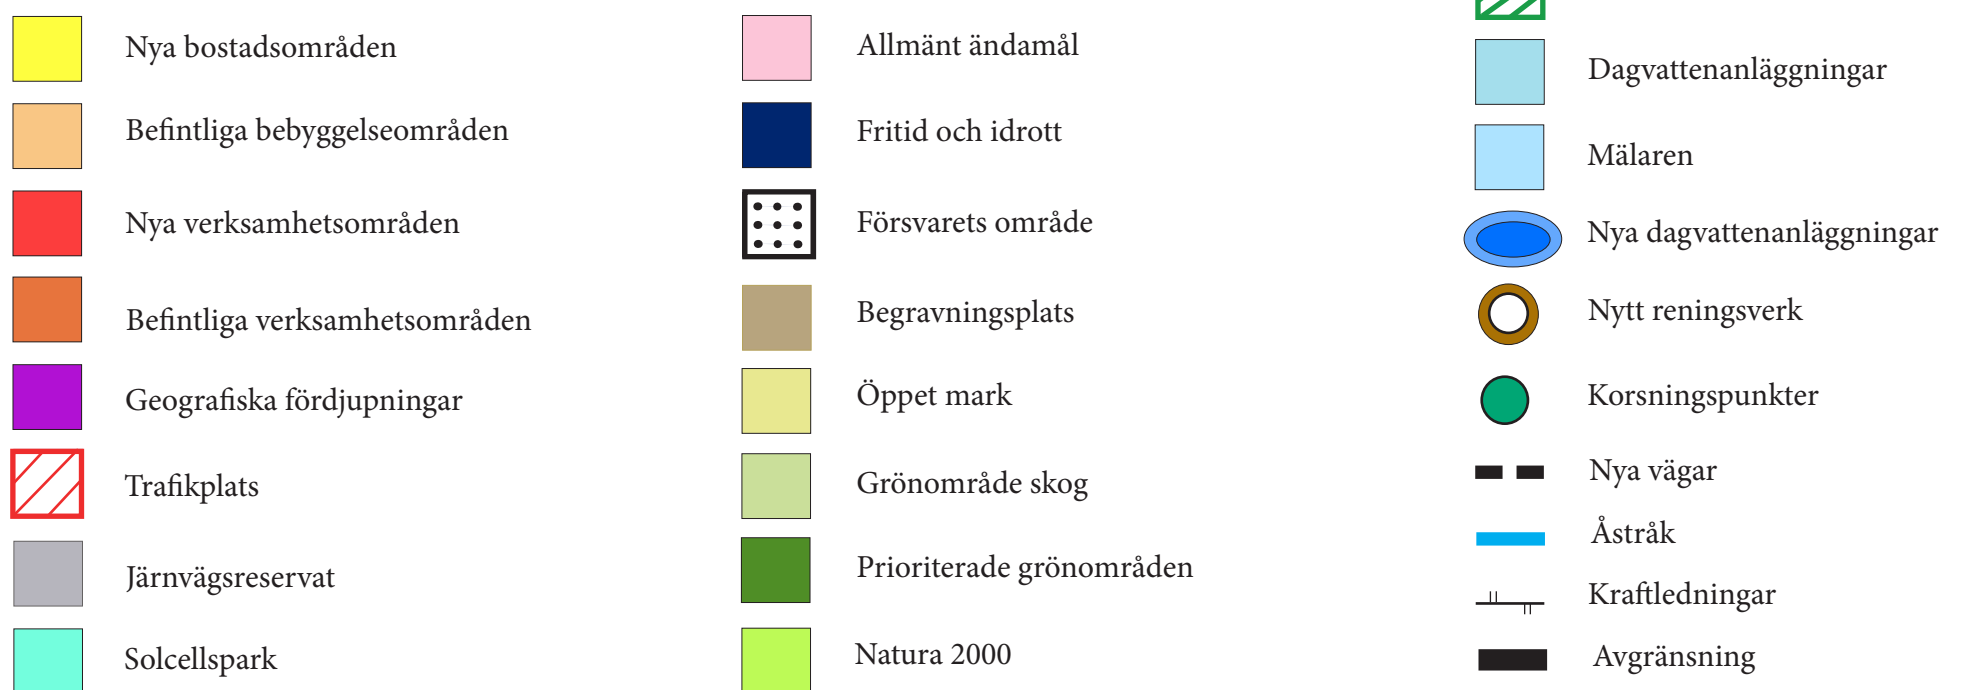 Nya bostadsområden
Befintliga bebyggelseområden
Nya verksamhetsområden
Befintliga verksamhetsområden
Geografiska fördjupningar
Trafikplats
Järnvägsreservat
Solcellspark
Allmänt ändamål
Fritid och idrott
Försvarets område
Begravningsplats
Öppet mark
Grönområde skog
Prioriterade grönområden
Natura 2000
Dagvattenanläggningar
Mälaren
Nya dagvattenanläggningar
Nytt reningsverk
Korsningspunkter
Nya vägar
Åstråk
Kraftledningar
Avgränsning